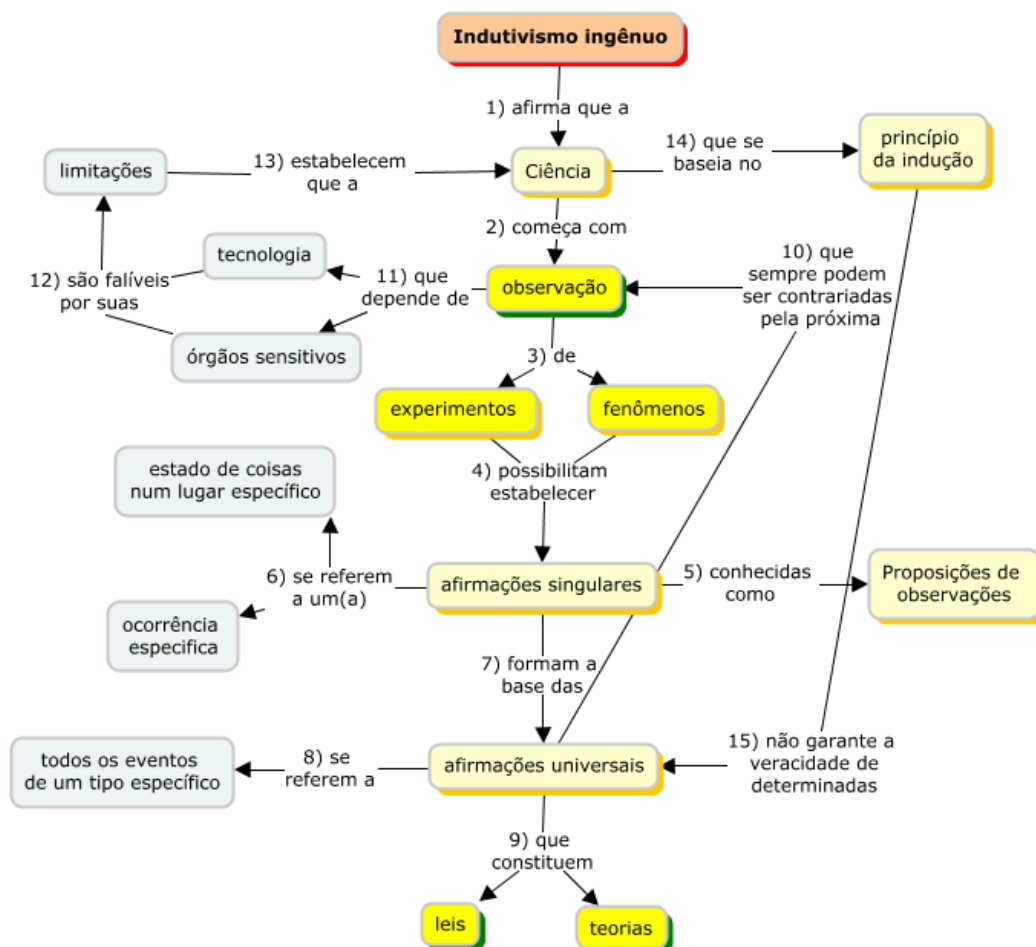 Indutivismo ingênuo
1) afirma que a
limitações
13) estabelecem
que a
Ciência
14) que se
baseia no
princípio
da indução
2) começa com
tecnologia
12) são falíveis
por suas
11) que
depende de
observação
10) que
sempre podem
ser contrariadas
pela próxima
órgãos sensitivos
3) de
experimentos
fenômenos
4) possibilitam
estabelecer
estado de coisas
num lugar específico
6) se referem
a um(a)
afirmações singulares
5) conhecidas
como
Proposições de
observações
ocorrência
especifica
7) formam a
base das
todos os eventos
de um tipo específico
8) se
referem a
afirmações universais
15) não garante a
veracidade de
determinadas
9) que
constituem
leis
teorias